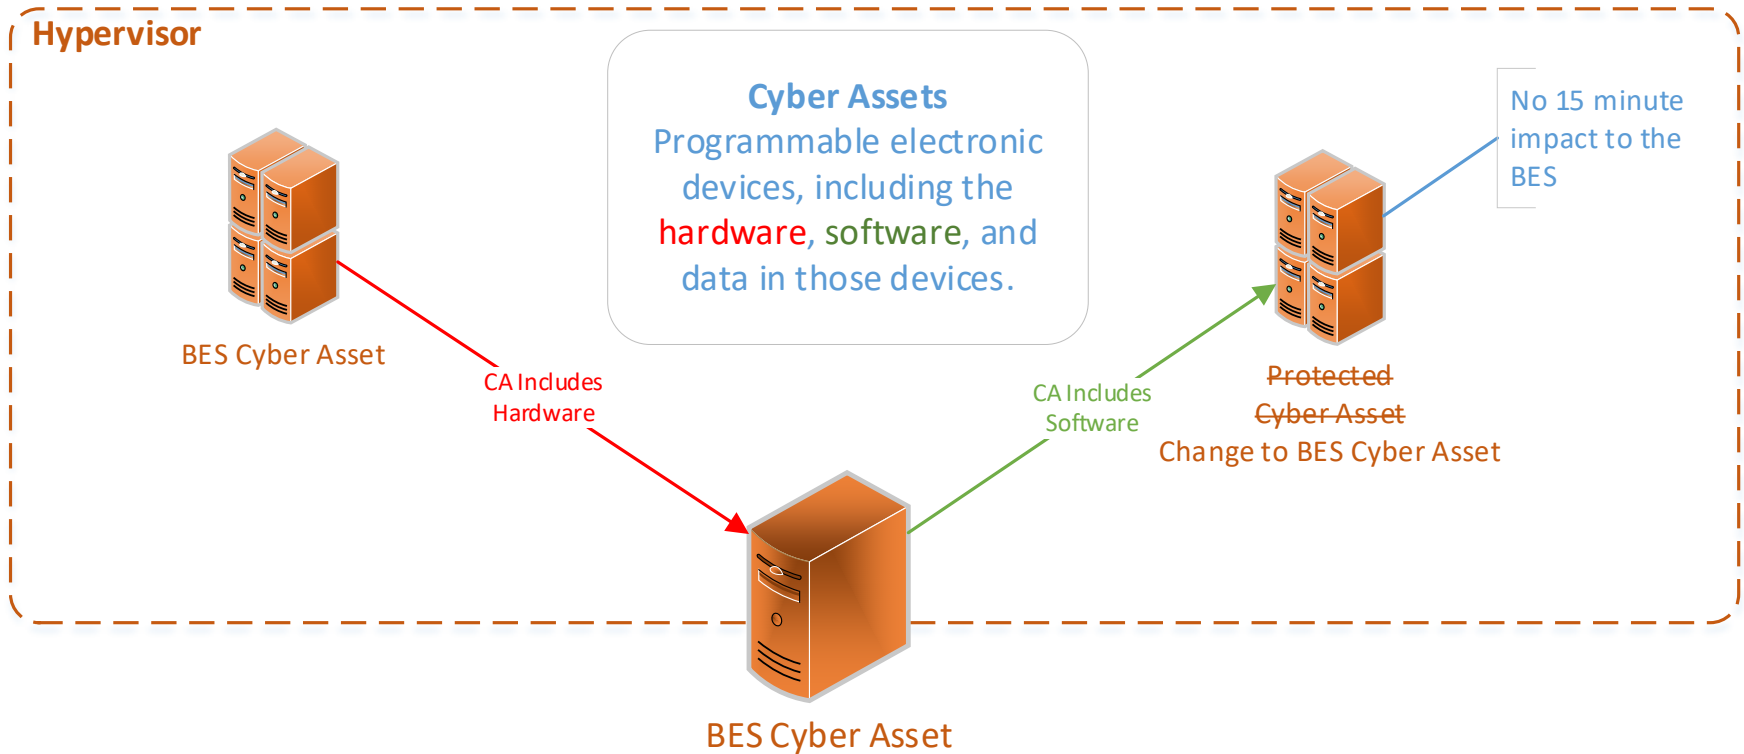 Hypervisor
Cyber Assets
Programmable electronic
devices, including the
hardware, software, and
data in those devices.
No 15 minute
impact to the
BES
BES Cyber Asset
CA Includes
Hardware
CA Includes
Software
Protected
Cyber Asset
Change to BES Cyber Asset
BES Cyber Asset